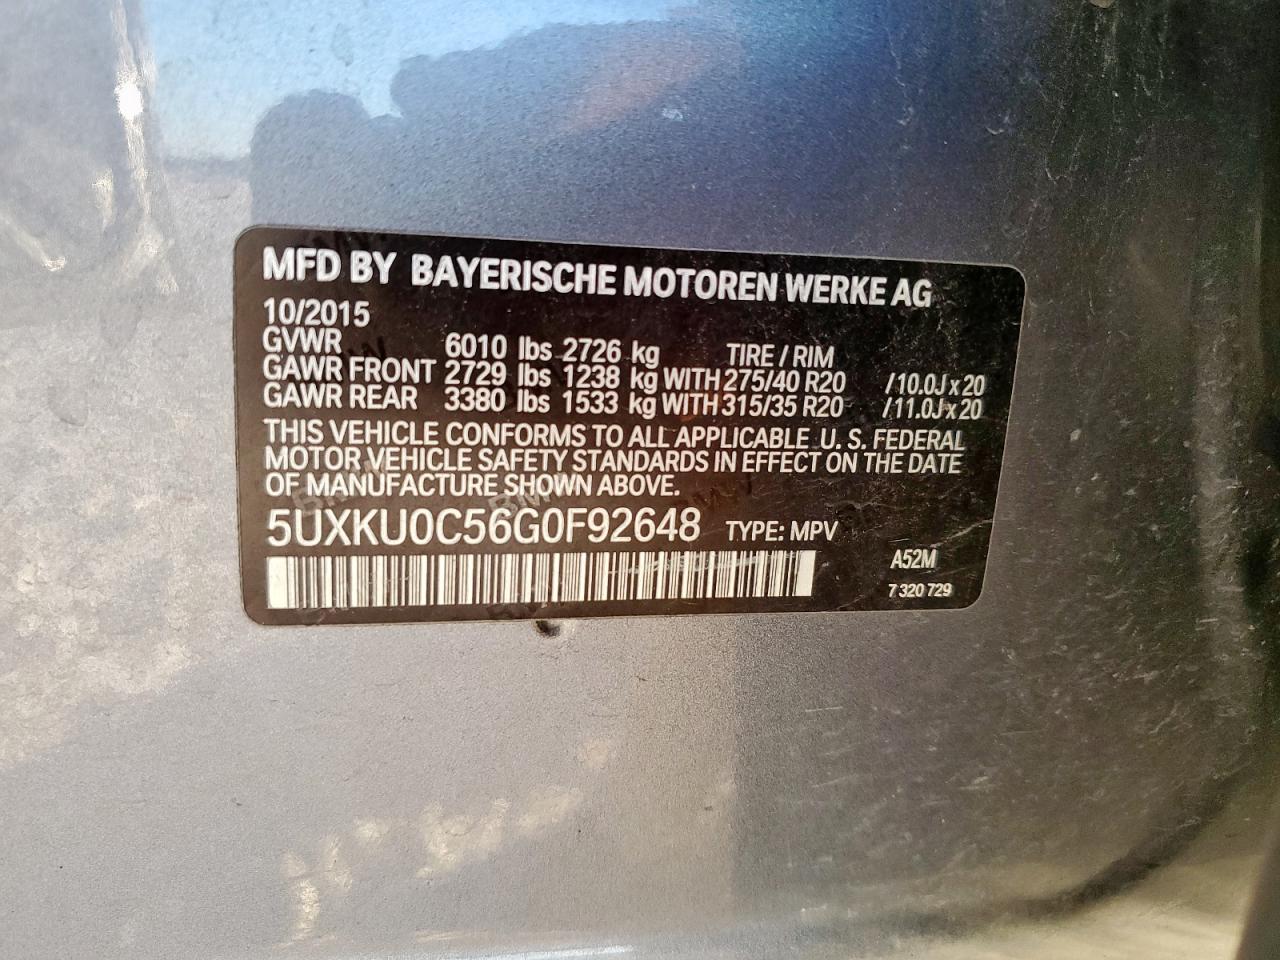 MFD BY BAYERISCHE MOTOREN WERKE AG
10/2015
GVWR 6010 lbs 2726 kg TIRE / RIM
GAWR FRONT 2729 lbs 1238 kg WITH 275/40 R20 /10.0J x 20
GAWR REAR 3380 lbs 1533 kg WITH 315/35 R20 /11.0J x 20
THIS VEHICLE CONFORMS TO ALL APPLICABLE U. S. FEDERAL
MOTOR VEHICLE SAFETY STANDARDS IN EFFECT ON THE DATE
OF MANUFACTURE SHOWN ABOVE.
5UXKU0C56G0F92648 TYPE: MPV
A52M
7 320 729